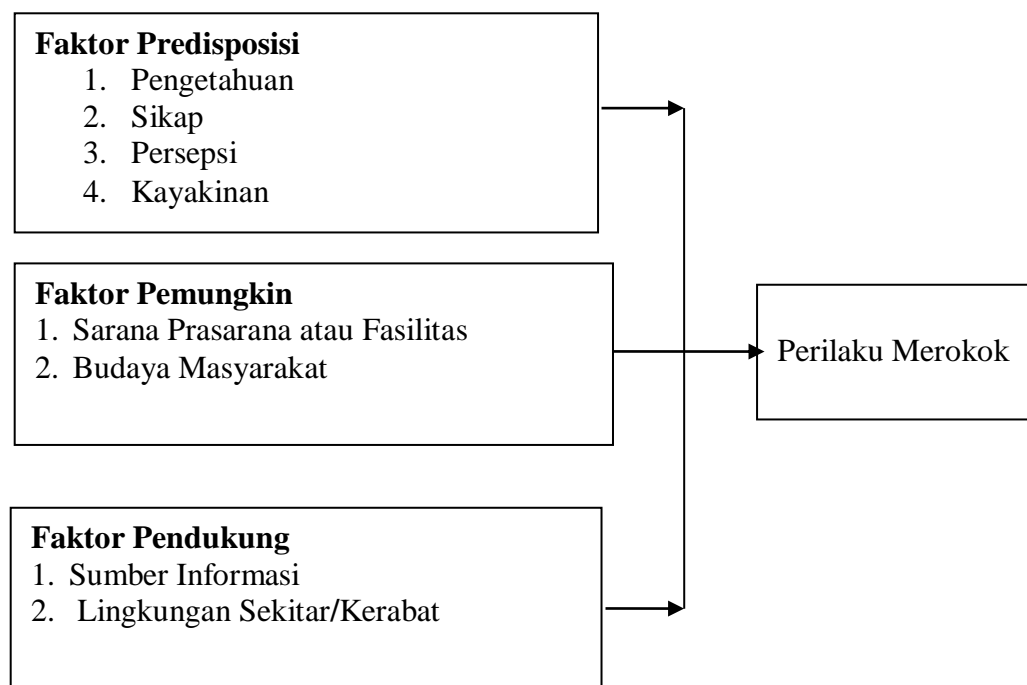 Faktor Predisposisi
1. Pengetahuan
2. Sikap
3. Persepsi
4. Kayakinan
Faktor Pemungkin
1. Sarana Prasarana atau Fasilitas
2. Budaya Masyarakat
Perilaku Merokok
Faktor Pendukung
1. Sumber Informasi
2. Lingkungan Sekitar/Kerabat